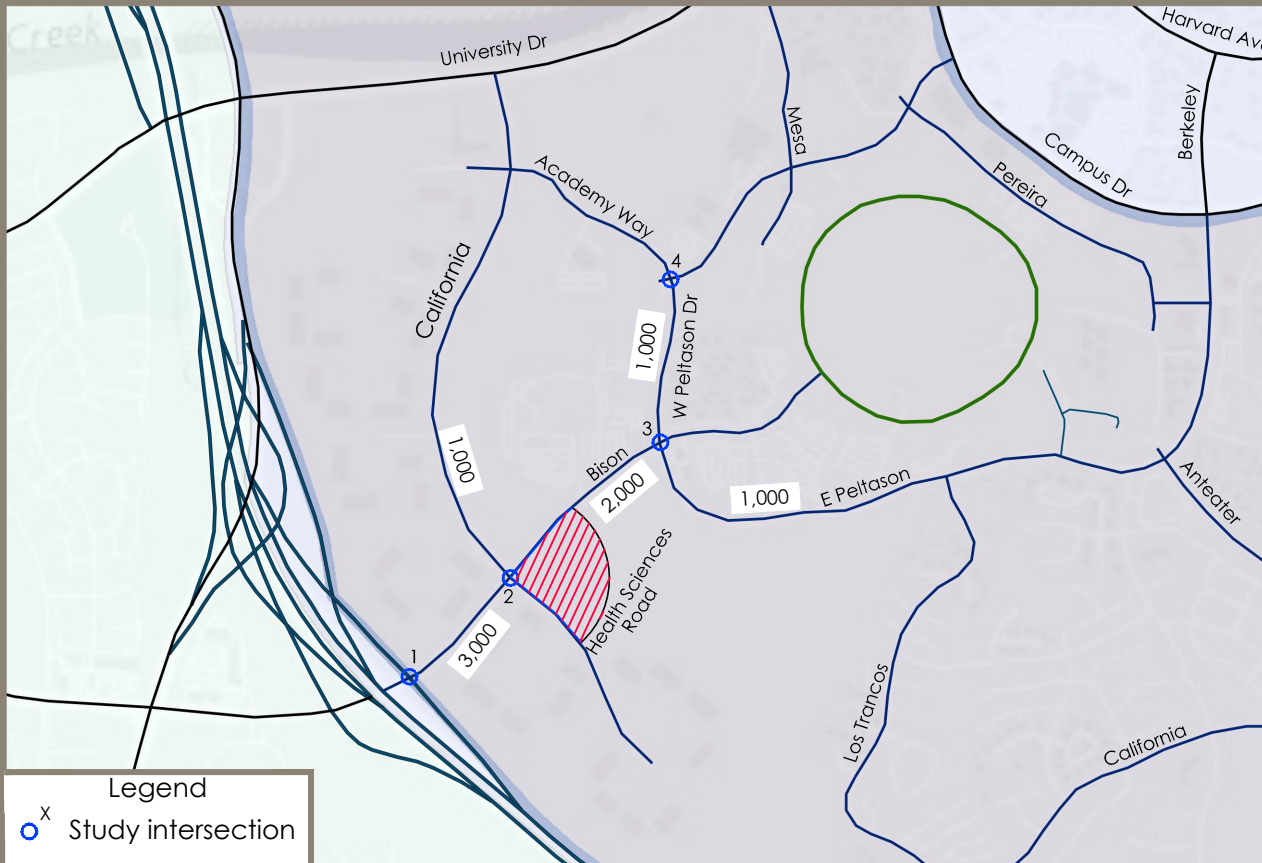 Creek
University Dr
Harvard Ave
Mesa
Berkeley
Campus Dr
Pereira
Academy Way
California
4
1,000
W Peltason Dr
3
1,000
Bison
2,000
1,000
E Peltason
Anteater
Health Sciences
Road
2
3,000
1
Los Trancos
California
Legend
X
Study intersection